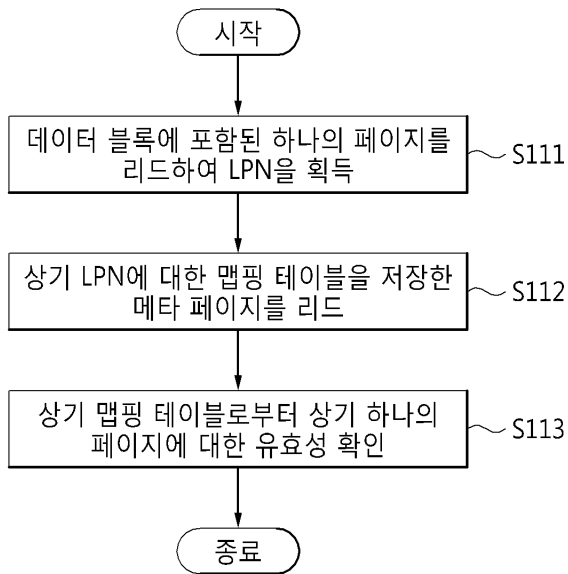 시작
데이터 블록에 포함된 하나의 페이지를
리드하여 LPN을 획득
S111
상기 LPN에 대한 맵핑 테이블을 저장한
메타 페이지를 리드
S112
상기 맵핑 테이블로부터 상기 하나의
페이지에 대한 유효성 확인
S113
종료